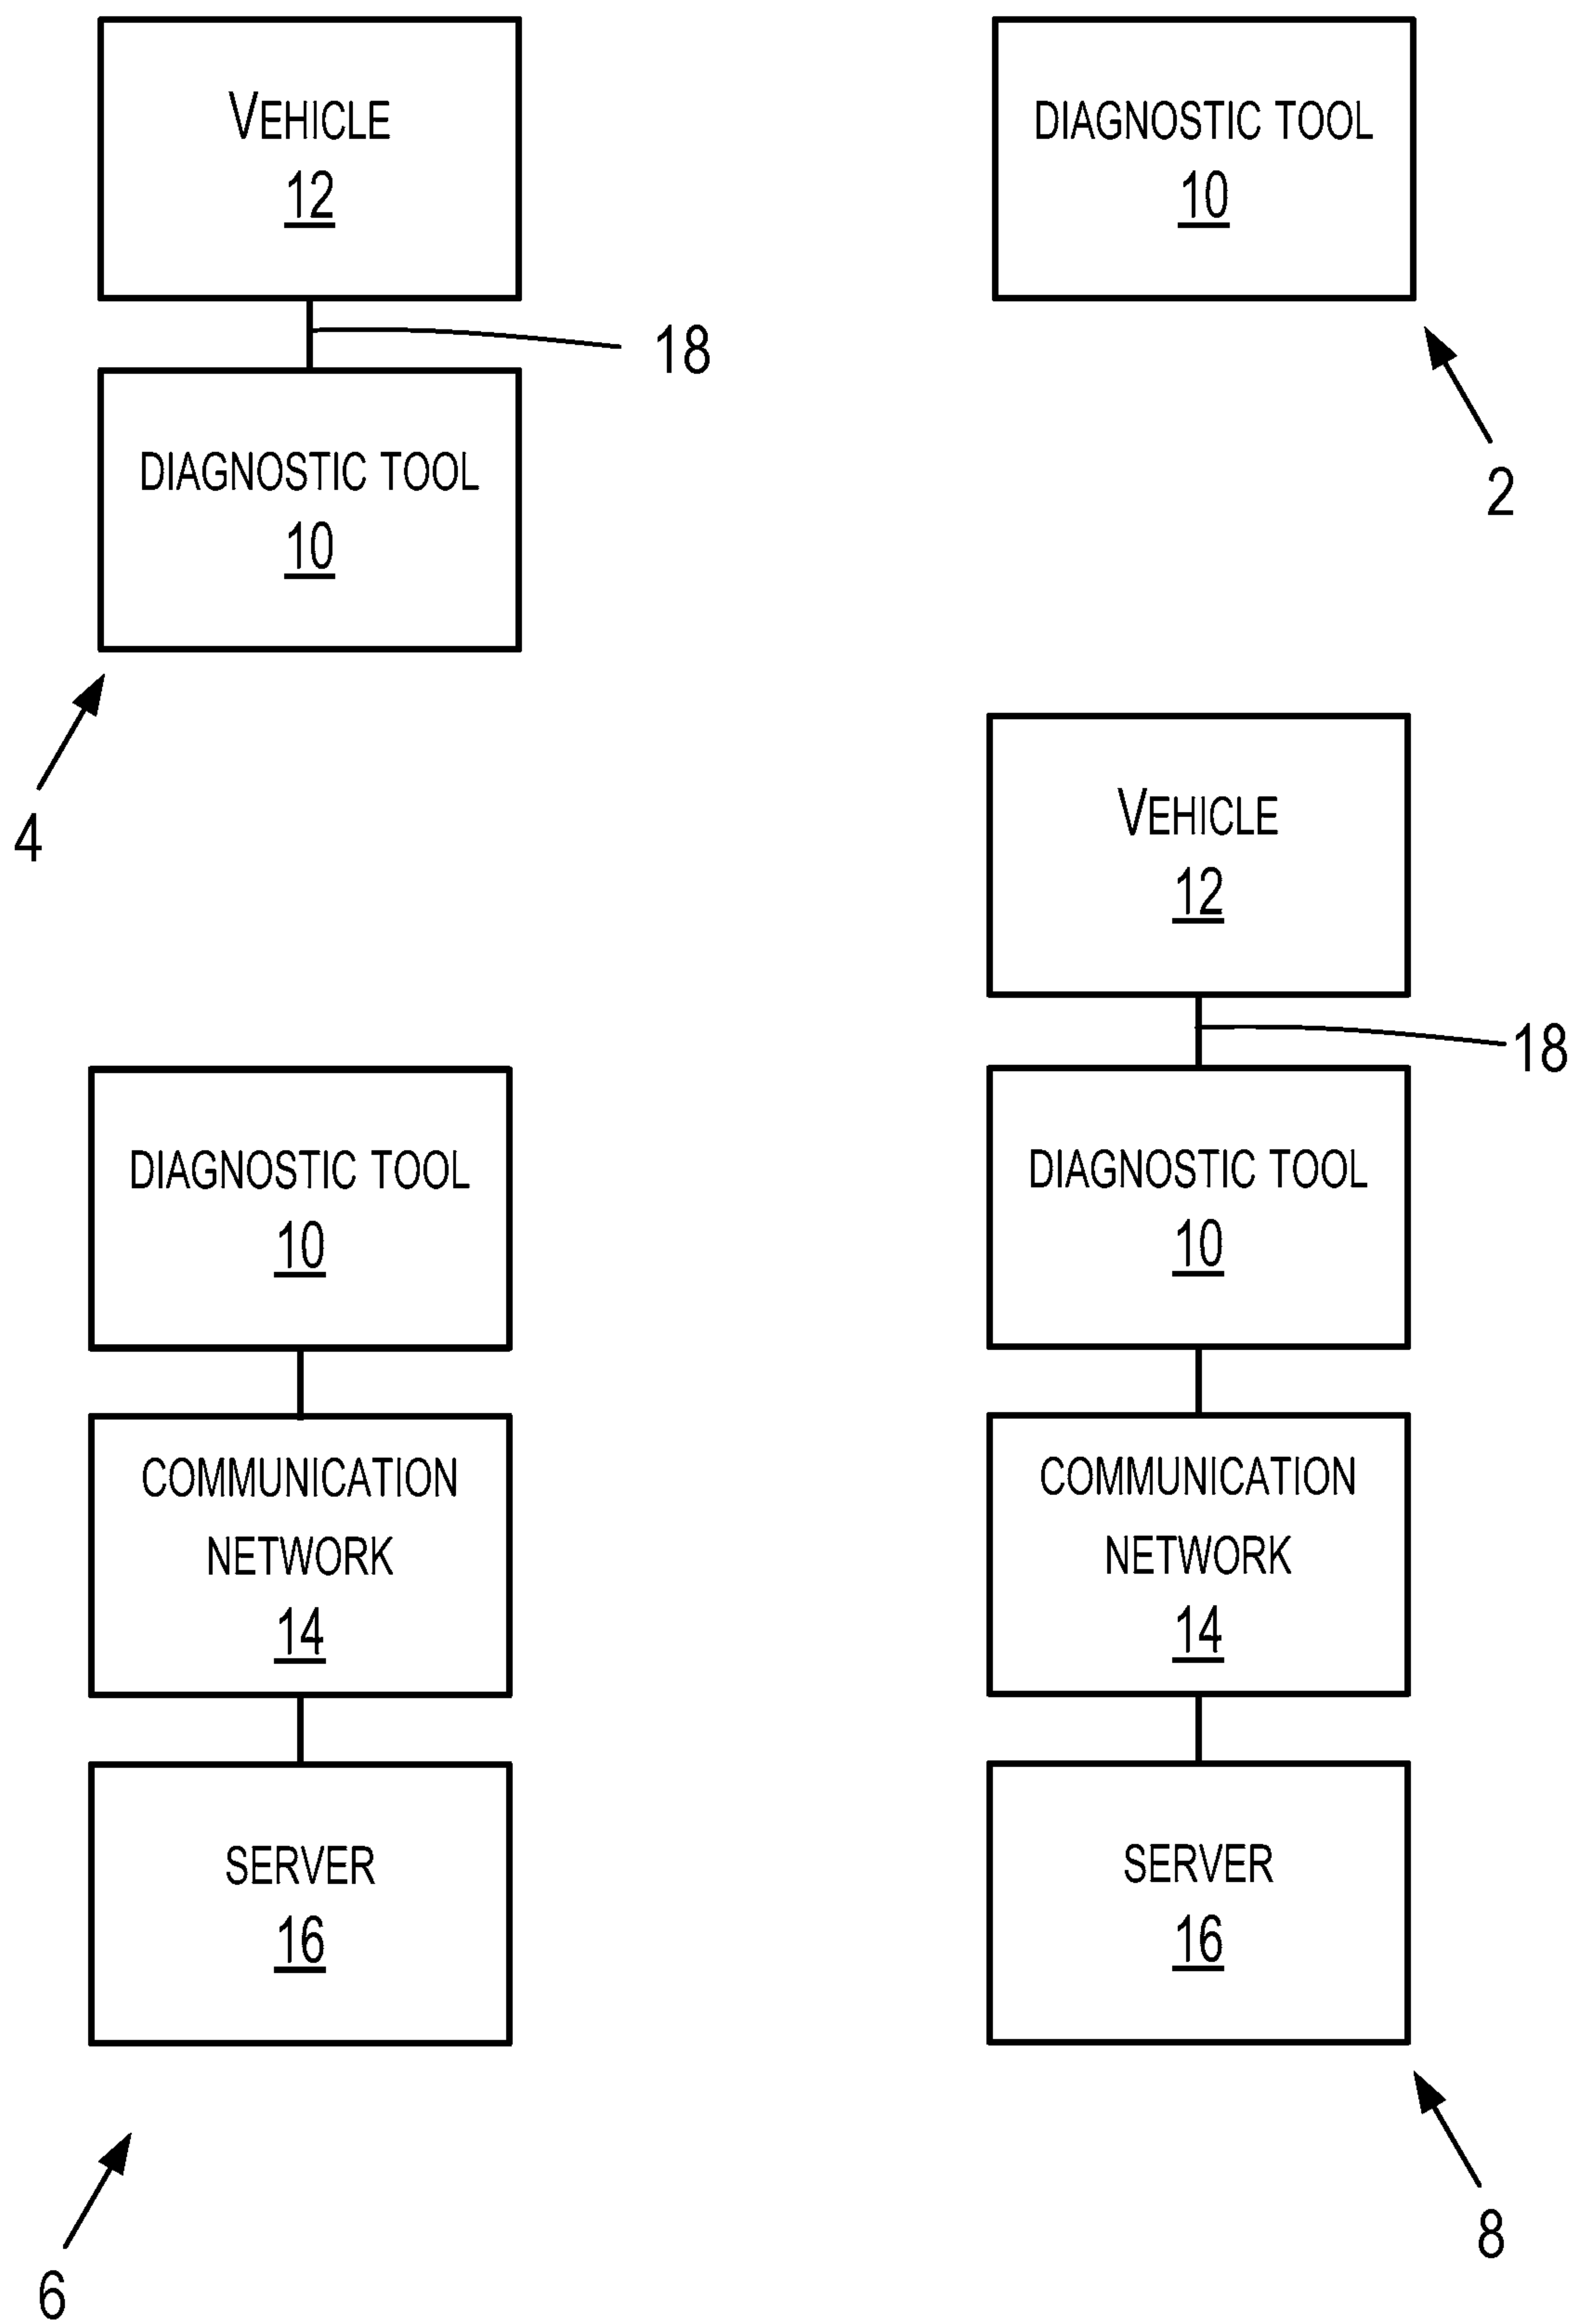 VEHICLE
12
18
DIAGNOSTIC TOOL
10
4
DIAGNOSTIC TOOL
10
2
DIAGNOSTIC TOOL
10
COMMUNICATION
NETWORK
14
SERVER
16
6
VEHICLE
12
18
DIAGNOSTIC TOOL
10
COMMUNICATION
NETWORK
14
SERVER
16
8